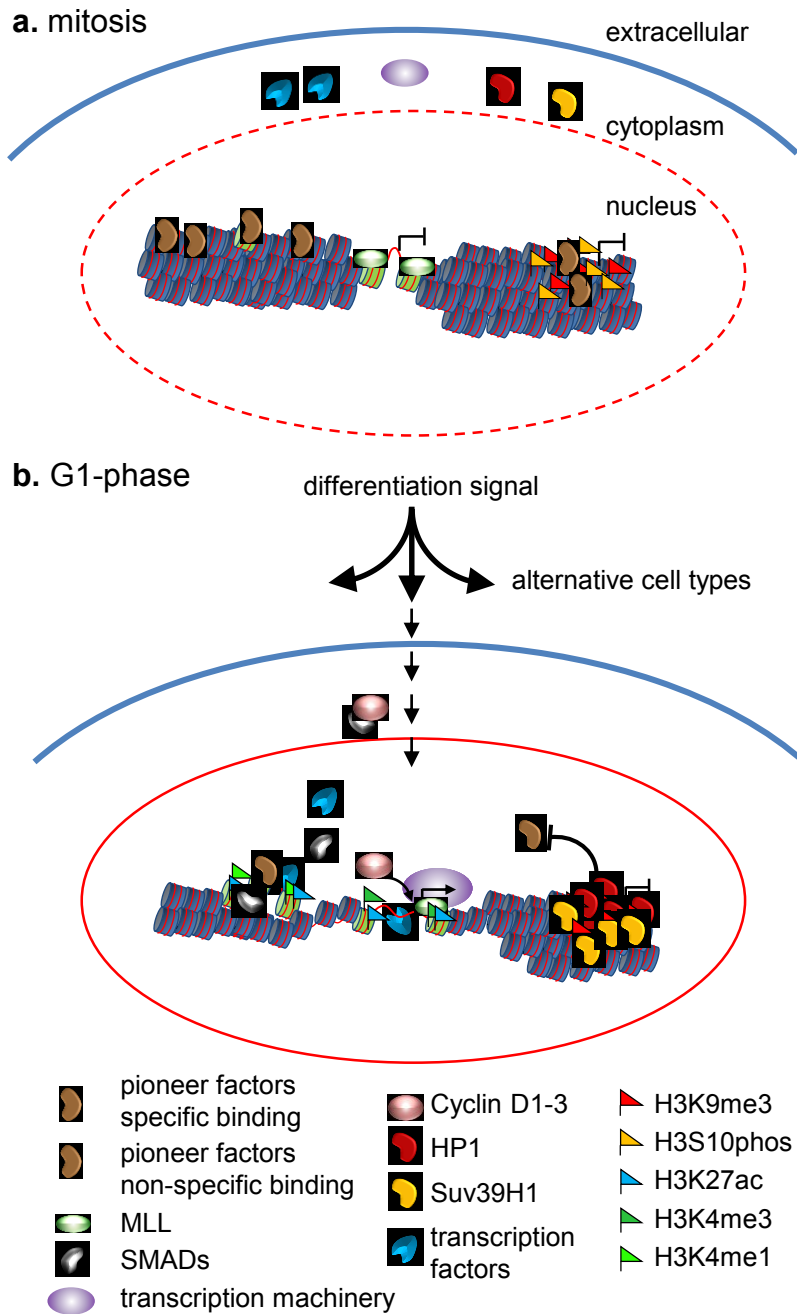 a. mitosis
extracellular
cytoplasm
nucleus
b. G1-phase
differentiation signal
alternative cell types
pioneer factors
specific binding
pioneer factors
non-specific binding
MLL
SMADs
transcription machinery
Cyclin D1-3
HP1
Suv39H1
transcription
factors
H3K9me3
H3S10phos
H3K27ac
H3K4me3
H3K4me1